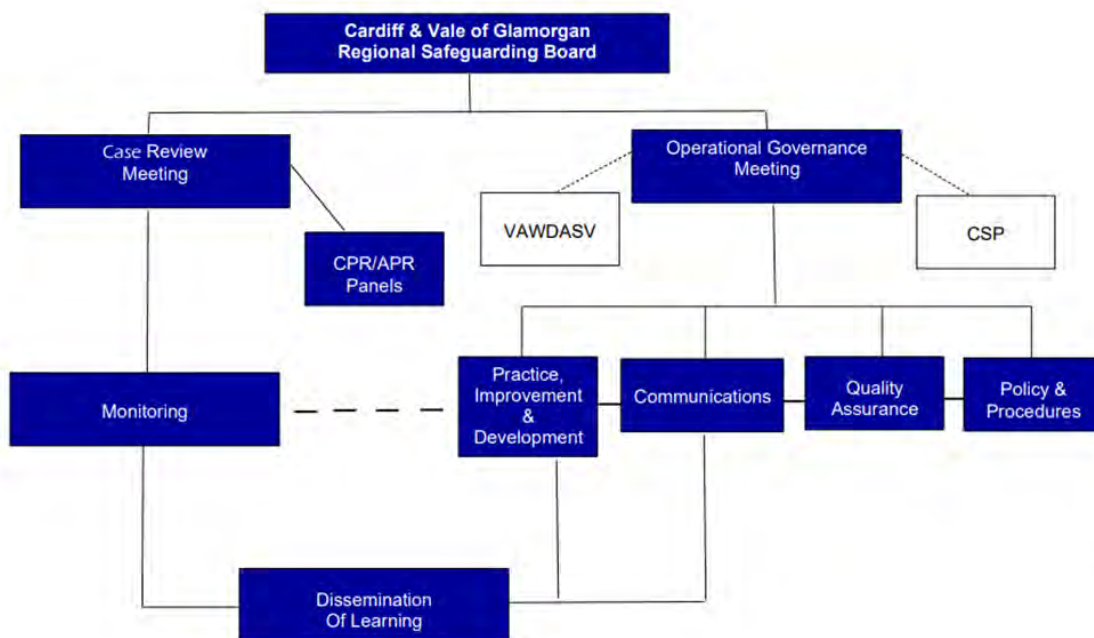 Cardiff & Vale of Glamorgan
Regional Safeguarding Board
Case Review
Meeting
Operational Governance
Meeting
VAWDASV
CSP
CPR/APR
Panels
Monitoring
Practice,
Improvement
&
Development
Communications
Quality
Assurance
Policy &
Procedures
Dissemination
Of Learning